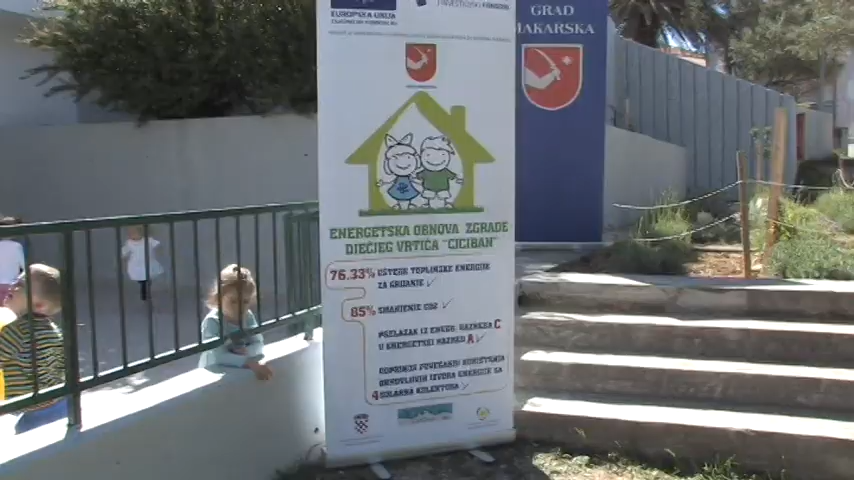 EUROPSKA UNIJA
GRAD
MAKARSKA
ENERGETSKA OBNOVA ZGRADE
DJEČJEG VRTIĆA "CICIBAN"
76.33% UŠTEDE TOPLINSKE ENERGIJE
ZA GRIJANJE ✓
85% SMANJENJE CO2 ✓
PRELAZAK IZ ENERG. RAZREDA C
U ENERGETSKI RAZRED A ✓
DOPRINOS POVEĆANJU KORIŠTENJA
OBNOVLJIVIH IZVORA ENERGIJE SA
4 SOLARNA KOLEKTORA ✓